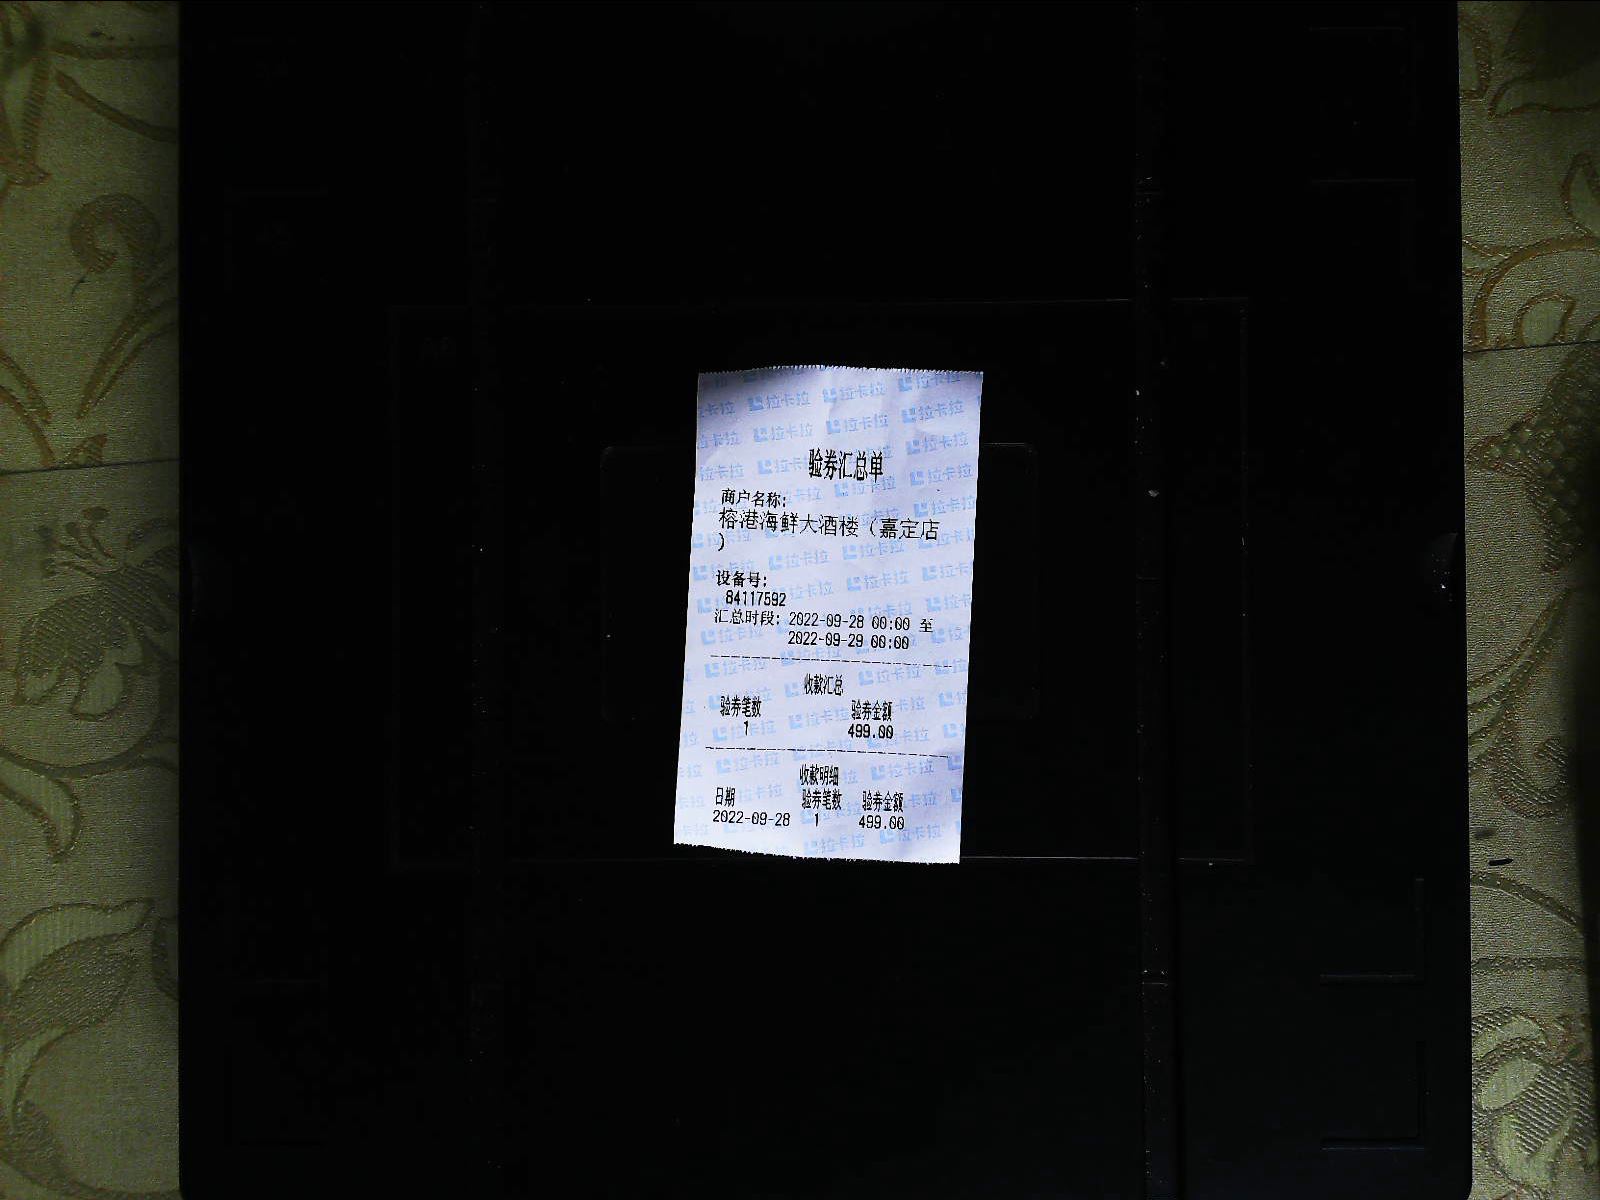 验券汇总单
商户名称:
榕港海鲜大酒楼（嘉定店
）
设备号:
84117592
汇总时段: 2022-09-28 00:00 至
2022-09-29 00:00
收款汇总
验券笔数 验券金额
1 499.00
收款明细
日期 验券笔数 验券金额
2022-09-28 1 499.00
拉卡拉